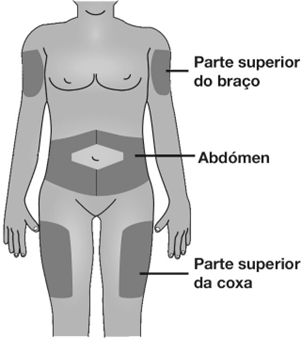 Parte superior
do braço
Abdómen
Parte superior
da coxa